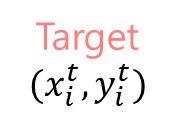 Target
(x_i^t, y_i^t)